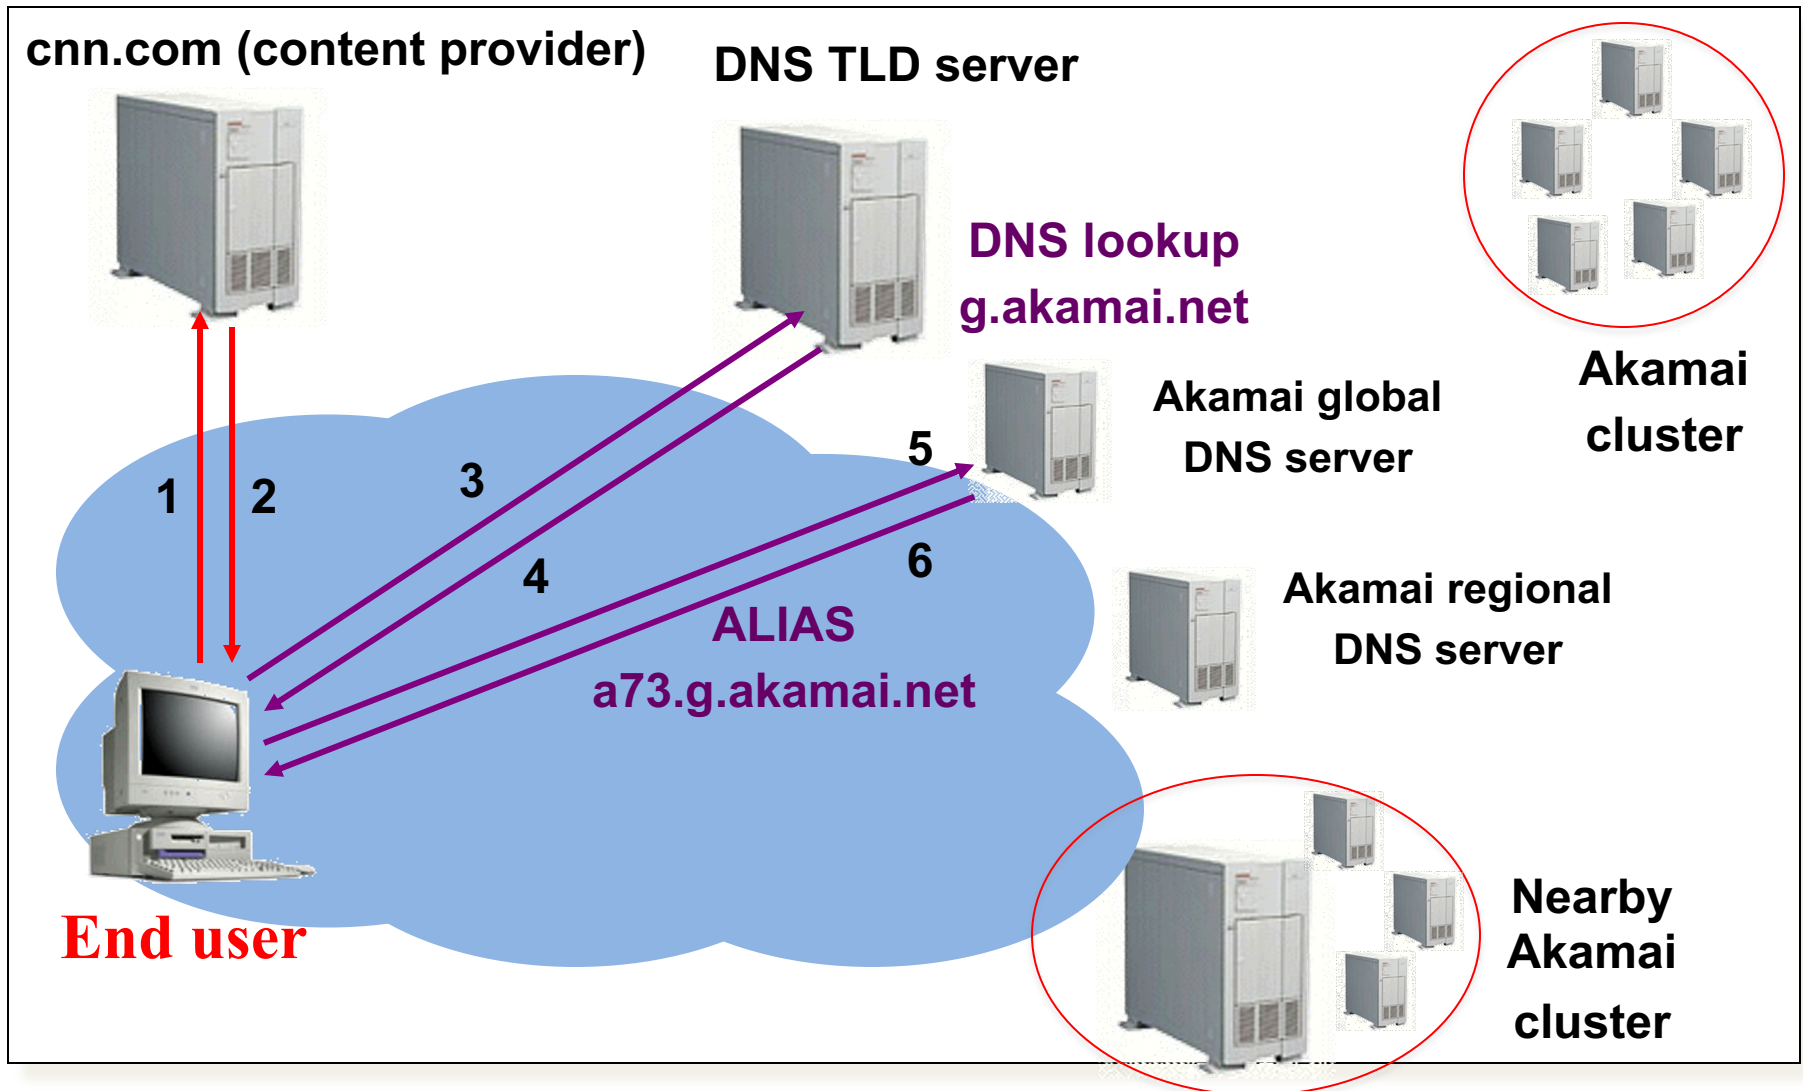 cnn.com (content provider)
DNS TLD server
DNS lookup
g.akamai.net
Akamai
cluster
Akamai global
DNS server
5
3
1
2
6
4
Akamai regional
DNS server
ALIAS
a73.g.akamai.net
End user
Nearby
Akamai
cluster